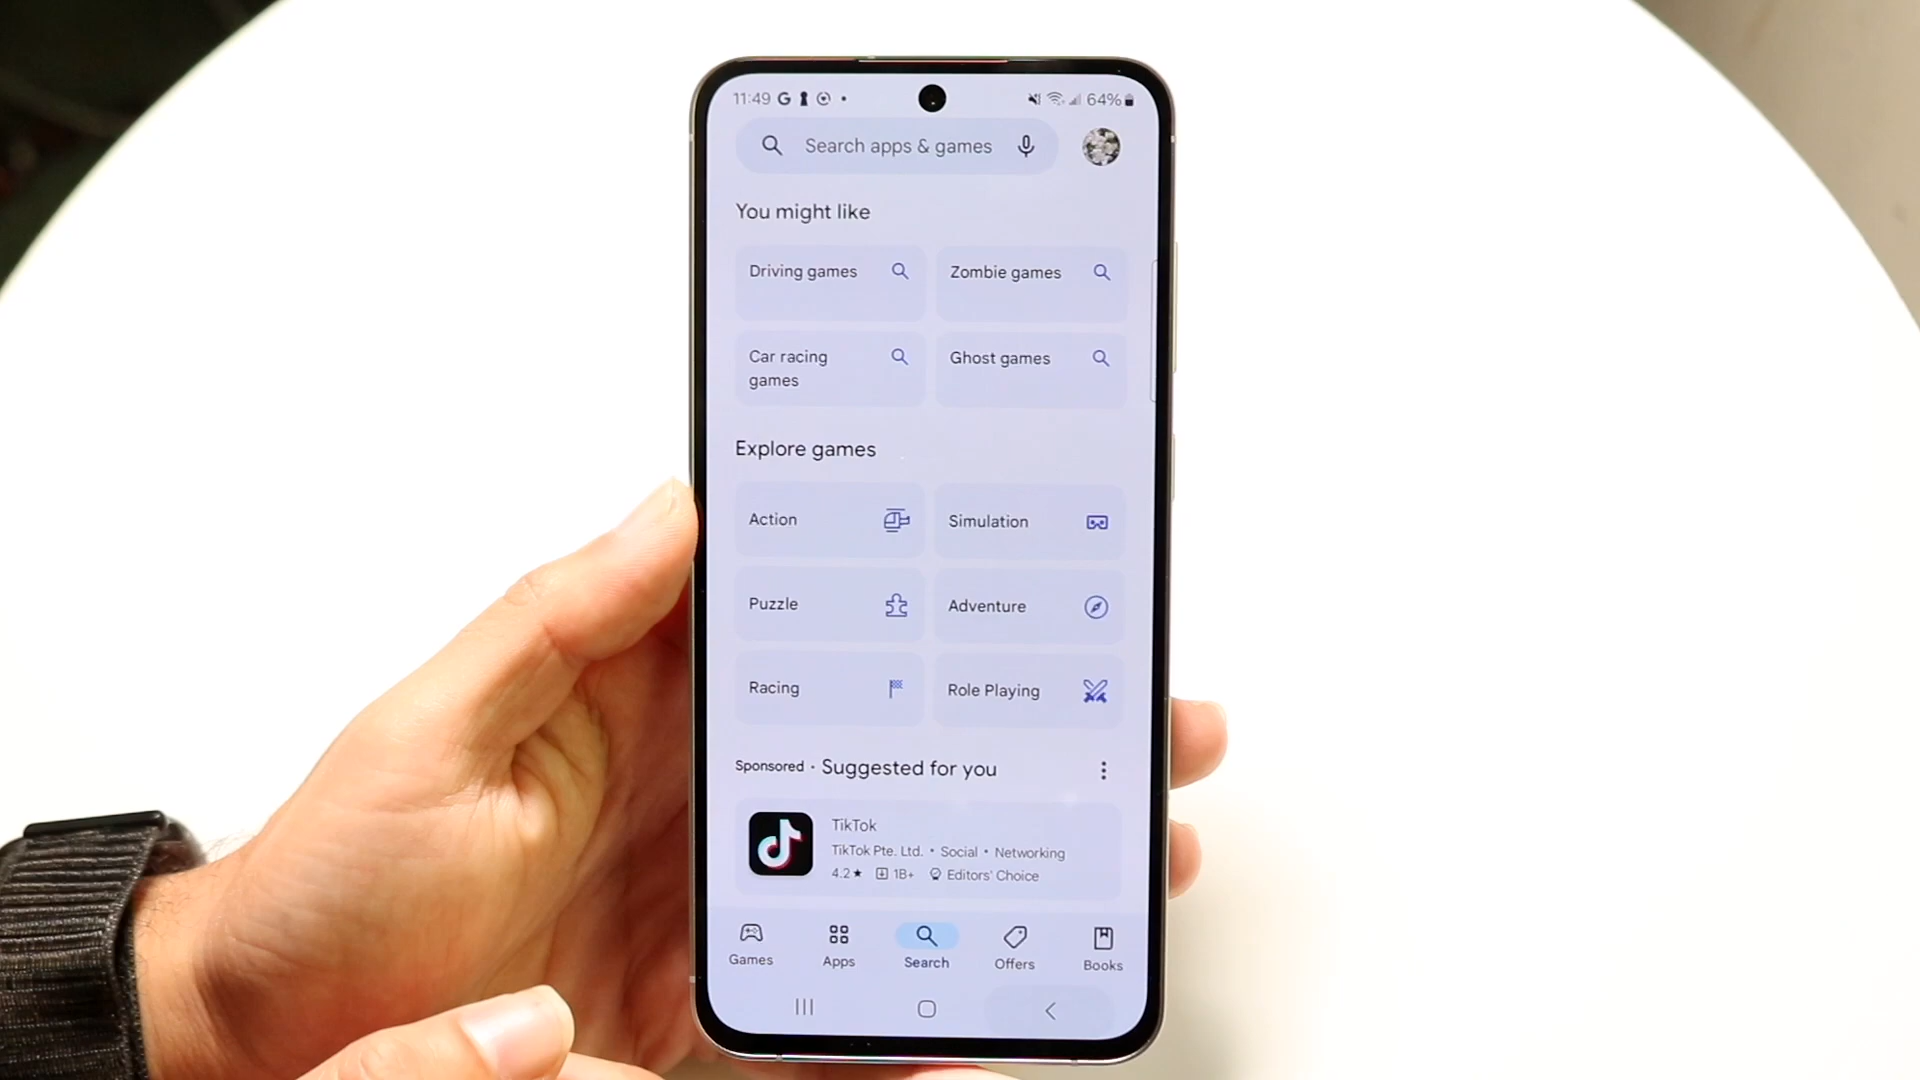 11:49 G 64%
Search apps & games
You might like
Driving games
Zombie games
Car racing
games
Ghost games
Explore games
Action
Simulation
Puzzle
Adventure
Racing
Role Playing
Sponsored · Suggested for you
TikTok
TikTok Pte. Ltd. • Social • Networking
4.2★ 1B+ Editors' Choice
Games
Apps
Search
Offers
Books